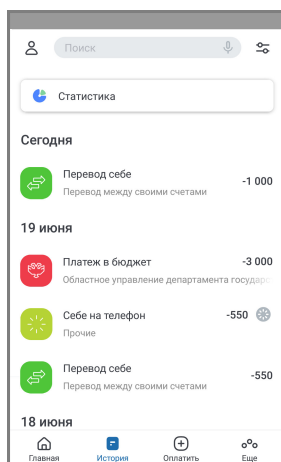 Поиск
Статистика
Сегодня
Перевод себе
-1 000
Перевод между своими счетами
19 июня
Платеж в бюджет
-3 000
Областное управление департамента государс
Себе на телефон
-550
Прочие
Перевод себе
-550
Перевод между своими счетами
18 июня
Главная
История
Оплатить
Еще